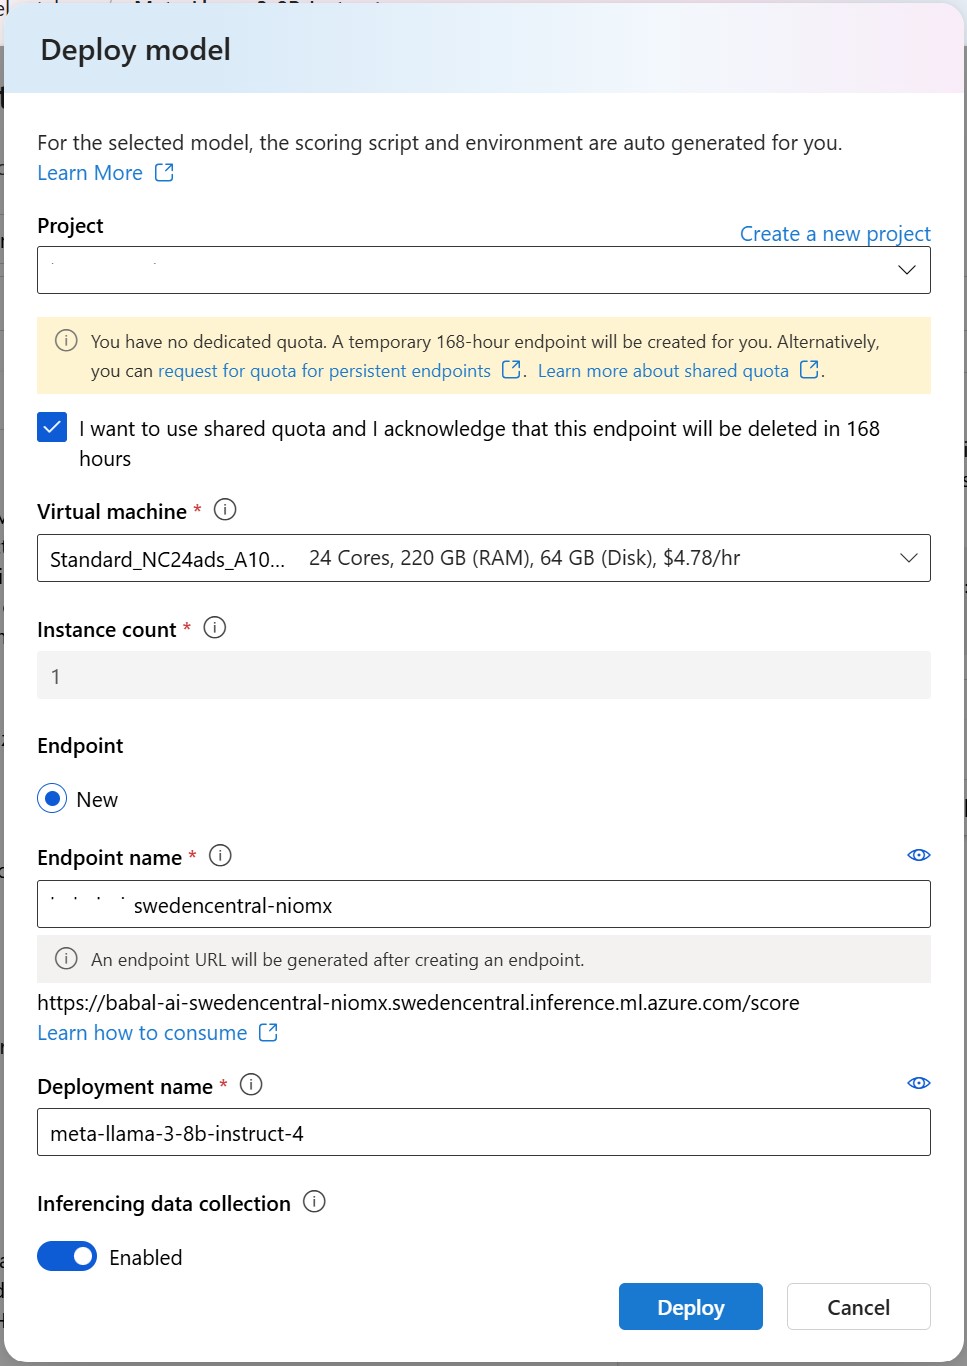 Deploy model
For the selected model, the scoring script and environment are auto generated for you.
Learn More
Project
Create a new project
You have no dedicated quota. A temporary 168-hour endpoint will be created for you. Alternatively,
you can request for quota for persistent endpoints . Learn more about shared quota .
I want to use shared quota and I acknowledge that this endpoint will be deleted in 168
hours
Virtual machine *
Standard_NC24ads_A10... 24 Cores, 220 GB (RAM), 64 GB (Disk), $4.78/hr
Instance count *
1
Endpoint
New
Endpoint name *
swedencentral-niomx
An endpoint URL will be generated after creating an endpoint.
https://babal-ai-swedencentral-niomx.swedencentral.inference.ml.azure.com/score
Learn how to consume
Deployment name *
meta-llama-3-8b-instruct-4
Inferencing data collection
Enabled
Deploy Cancel